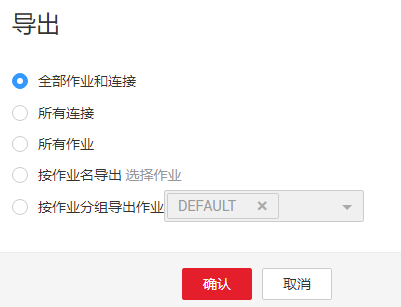 导出
全部作业和连接
所有连接
所有作业
按作业名导出 选择作业
按作业分组导出作业 DEFAULT ×
确认 取消